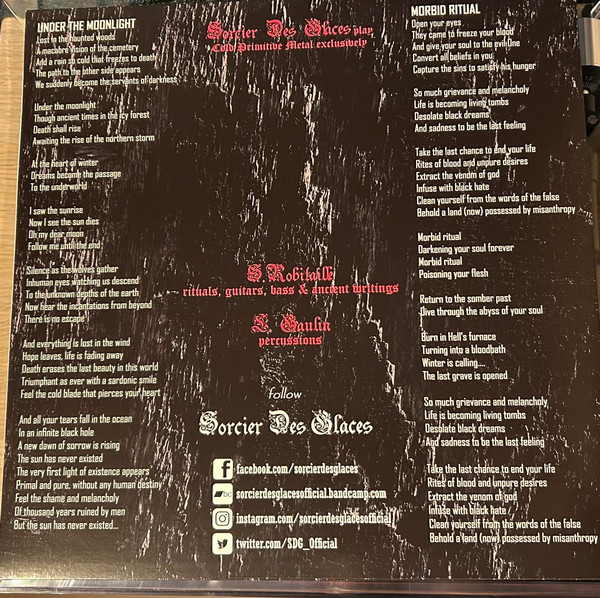 UNDER THE MOONLIGHT
Lost in the haunted woods
A macabre vision of the cemetery
And a rain so cold that freezes to death
The path to the other side appears
We suddenly become the servants of darkness

Under the moonlight
Though ancient times in the icy forest
Death shall rise
Awaiting the rise of the northern storm

At the heart of winter
Dreams become the passage
To the underworld

I saw the sunrise
Now I see the sun dies
Oh my dear moon
Follow me until the end

Silence as the wolves gather
Inhuman eyes watching us descend
To the unknown depths of the earth
Now hear the incantations from beyond
There is no escape

And everything is lost in the wind
Hope leaves, life is fading away
Death erases the last beauty in this world
Triumphant as ever with a sardonic smile
Feel the cold blade that pierces your heart

And all your tears fall in the ocean
In an infinite black hole
A new dawn of sorrow is rising
The sun has never existed
The very first light of existence appears
Primal and pure, without any human destiny
Feel the shame and melancholy
Of thousand years ruined by men
But the sun has never existed...

Sorcier Des Glaces play
Cold Primitive Metal exclusively

S. Robitaille
rituals, guitars, bass & ancient writings

L. Gaulin
percussions

follow
Sorcier Des Glaces
facebook.com/sorcierdesglaces
bc sorcierdesglacesofficial.bandcamp.com
instagram.com/sorcierdesglacesofficial
twitter.com/SDG_Official

MORBID RITUAL
Open your eyes
They came to freeze your blood
And give your soul to the evil One
Convert all beliefs in you
Capture the sins to satisfy his hunger

So much grievance and melancholy
Life is becoming living tombs
Desolate black dreams
And sadness to be the last feeling

Take the last chance to end your life
Rites of blood and unpure desires
Extract the venom of god
Infuse with black hate
Clean yourself from the words of the false
Behold a land (now) possessed by misanthropy

Morbid ritual
Darkening your soul forever
Morbid ritual
Poisoning your flesh

Return to the somber past
Dive through the abyss of your soul

Burn in Hell's furnace
Turning into a bloodbath
Winter is calling....
The last grave is opened

So much grievance and melancholy
Life is becoming living tombs
Desolate black dreams
And sadness to be the last feeling

Take the last chance to end your life
Rites of blood and unpure desires
Extract the venom of god
Infuse with black hate
Clean yourself from the words of the false
Behold a land (now) possessed by misanthropy